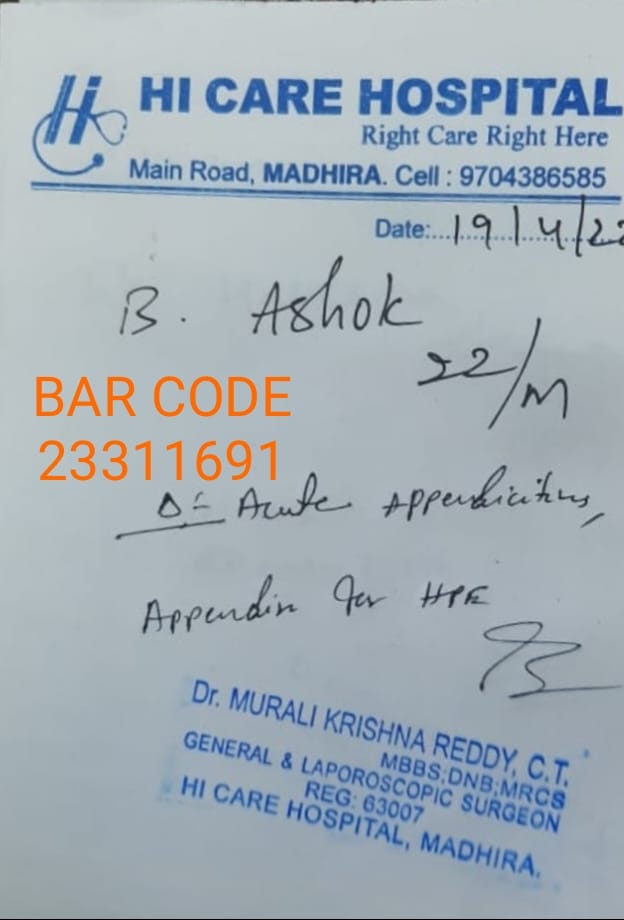 Hi
HI CARE HOSPITAL
Right Care Right Here
Main Road, MADHIRA. Cell : 9704386585
Date:...19/4/22
B. Ashok
22/M
BAR CODE
23311691
Δ:- Acute Appendicitis,
Appendix for HPE
Dr. MURALI KRISHNA REDDY, C.T.
MBBS;DNB;MRCS
GENERAL & LAPOROSCOPIC SURGEON
REG: 63007
HI CARE HOSPITAL, MADHIRA.